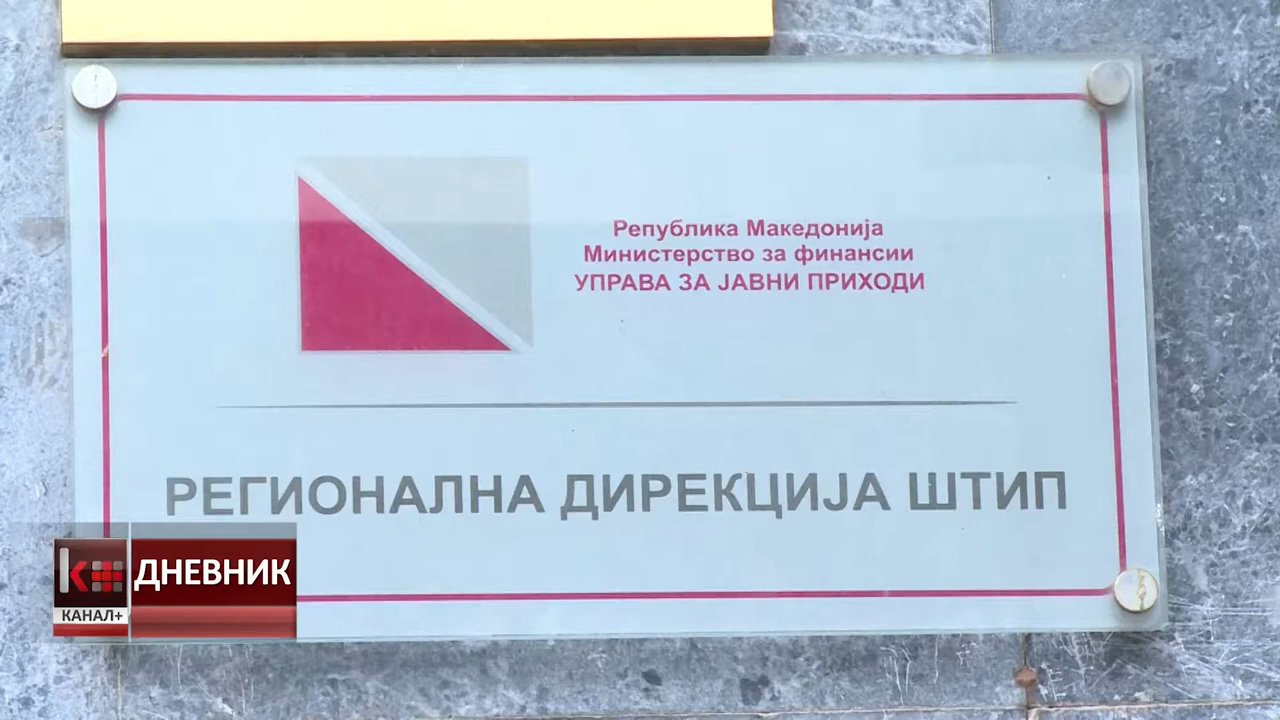 Република Македонија
Министерство за финансии
УПРАВА ЗА ЈАВНИ ПРИХОДИ
РЕГИОНАЛНА ДИРЕКЦИЈА ШТИП
ДНЕВНИК
К+
КАНАЛ+